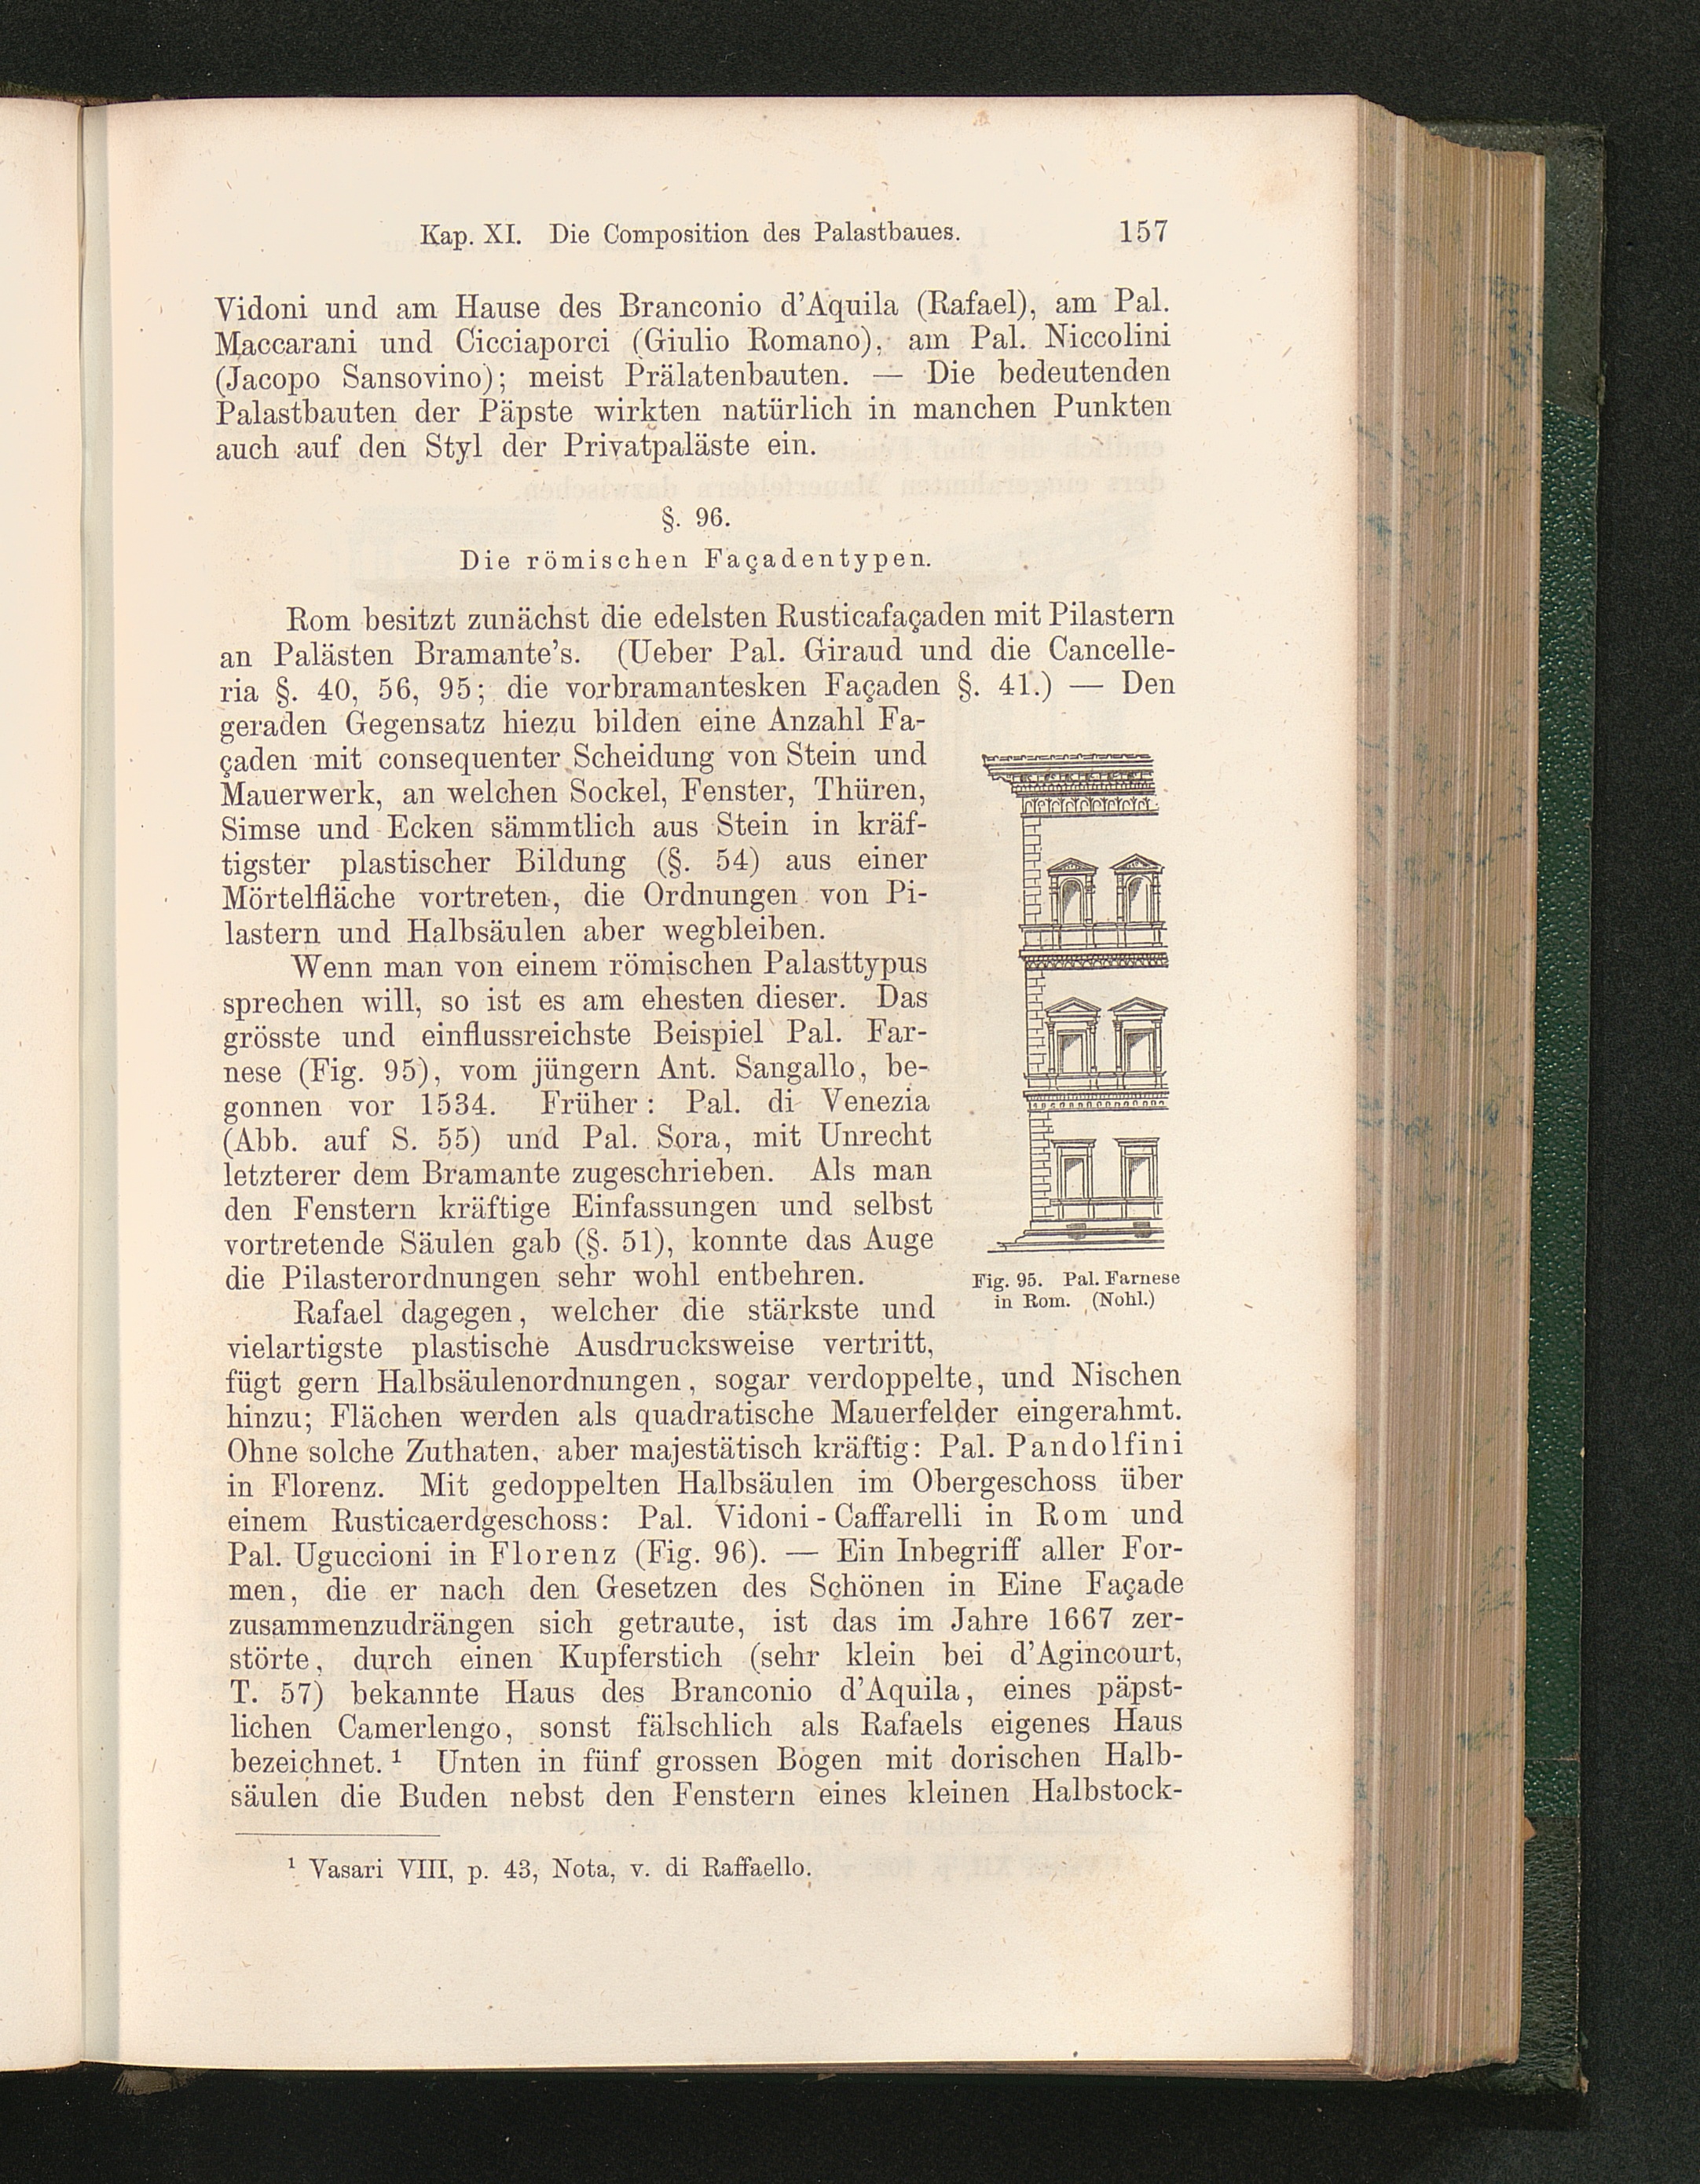 Kap. XI. Die Composition des Palastbaues. 157
Vidoni und am Hause des Branconio d'Aquila (Rafael), am Pal.
Maccarani und Cicciaporci (Giulio Romano), am Pal. Niccolini
(Jacopo Sansovino); meist Prälatenbauten. — Die bedeutenden
Palastbauten der Päpste wirkten natürlich in manchen Punkten
auch auf den Styl der Privatpaläste ein.
§. 96.
Die römischen Façadentypen.
Rom besitzt zunächst die edelsten Rusticafaçaden mit Pilastern
an Palästen Bramante's. (Ueber Pal. Giraud und die Cancelle-
ria §. 40, 56, 95; die vorbramantesken Façaden §. 41.) — Den
geraden Gegensatz hiezu bilden eine Anzahl Fa-
çaden mit consequenter Scheidung von Stein und
Mauerwerk, an welchen Sockel, Fenster, Thüren,
Simse und Ecken sämmtlich aus Stein in kräf-
tigster plastischer Bildung (§. 54) aus einer
Mörtelfläche vortreten, die Ordnungen von Pi-
lastern und Halbsäulen aber wegbleiben.
Wenn man von einem römischen Palasttypus
sprechen will, so ist es am ehesten dieser. Das
grösste und einflussreichste Beispiel Pal. Far-
nese (Fig. 95), vom jüngern Ant. Sangallo, be-
gonnen vor 1534. Früher: Pal. di Venezia
(Abb. auf S. 55) und Pal. Sora, mit Unrecht
letzterer dem Bramante zugeschrieben. Als man
den Fenstern kräftige Einfassungen und selbst
vortretende Säulen gab (§. 51), konnte das Auge
die Pilasterordnungen sehr wohl entbehren.
Fig. 95. Pal. Farnese
in Rom. (Nohl.)
Rafael dagegen, welcher die stärkste und
vielartigste plastische Ausdrucksweise vertritt,
fügt gern Halbsäulenordnungen, sogar verdoppelte, und Nischen
hinzu; Flächen werden als quadratische Mauerfelder eingerahmt.
Ohne solche Zuthaten, aber majestätisch kräftig: Pal. Pandolfini
in Florenz. Mit gedoppelten Halbsäulen im Obergeschoss über
einem Rusticaerdgeschoss: Pal. Vidoni-Caffarelli in Rom und
Pal. Uguccioni in Florenz (Fig. 96). — Ein Inbegriff aller For-
men, die er nach den Gesetzen des Schönen in Eine Façade
zusammenzudrängen sich getraute, ist das im Jahre 1667 zer-
störte, durch einen Kupferstich (sehr klein bei d'Agincourt,
T. 57) bekannte Haus des Branconio d'Aquila, eines päpst-
lichen Camerlengo, sonst fälschlich als Rafaels eigenes Haus
bezeichnet.¹ Unten in fünf grossen Bogen mit dorischen Halb-
säulen die Buden nebst den Fenstern eines kleinen Halbstock-
¹ Vasari VIII, p. 43, Nota, v. di Raffaello.